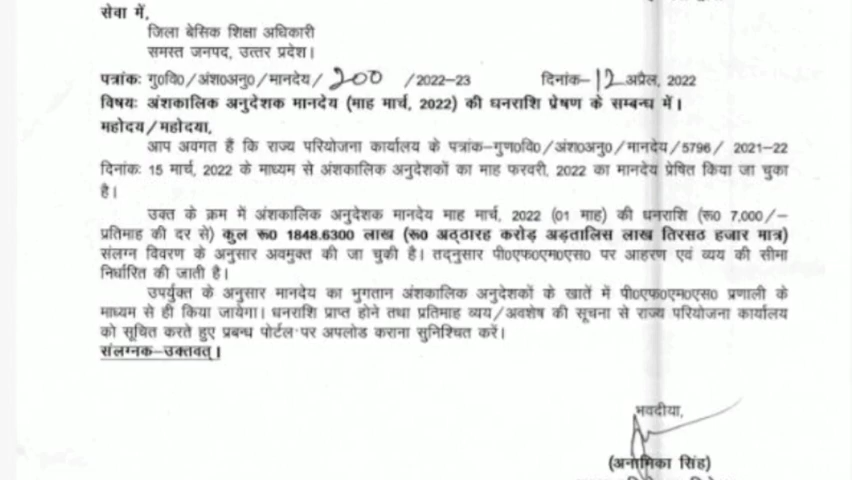 सेवा में,
जिला बेसिक शिक्षा अधिकारी
समस्त जनपद, उत्तर प्रदेश।
पत्रांकः गु0वि0/अंश0अनु0/मानदेय/ 200 /2022-23 दिनांक-12 अप्रैल, 2022
विषयः अंशकालिक अनुदेशक मानदेय (माह मार्च, 2022) की धनराशि प्रेषण के सम्बन्ध में।
महोदय/महोदया,
आप अवगत हैं कि राज्य परियोजना कार्यालय के पत्रांक-गुण0वि0/अंश0अनु0/मानदेय/5796/ 2021-22
दिनांकः 15 मार्च, 2022 के माध्यम से अंशकालिक अनुदेशकों का माह फरवरी, 2022 का मानदेय प्रेषित किया जा चुका
है।
उक्त के क्रम में अंशकालिक अनुदेशक मानदेय माह मार्च, 2022 (01 माह) की धनराशि (रू0 7,000/-
प्रतिमाह की दर से) कुल रू0 1848.6300 लाख (रू0 अठ्ठारह करोड़ अड़तालिस लाख तिरसठ हजार मात्र)
संलग्न विवरण के अनुसार अवमुक्त की जा चुकी है। तद्नुसार पी0एफ0एम0एस0 पर आहरण एवं व्यय की सीमा
निर्धारित की जाती है।
उपर्युक्त के अनुसार मानदेय का भुगतान अंशकालिक अनुदेशकों के खाते में पी0एफ0एम0एस0 प्रणाली के
माध्यम से ही किया जायेगा। धनराशि प्राप्त होने तथा प्रतिमाह व्यय/अवशेष की सूचना से राज्य परियोजना कार्यालय
को सूचित करते हुए प्रबन्ध पोर्टल पर अपलोड कराना सुनिश्चित करें।
संलग्नक-उक्तवत्।
भवदीया,
(अनामिका सिंह)